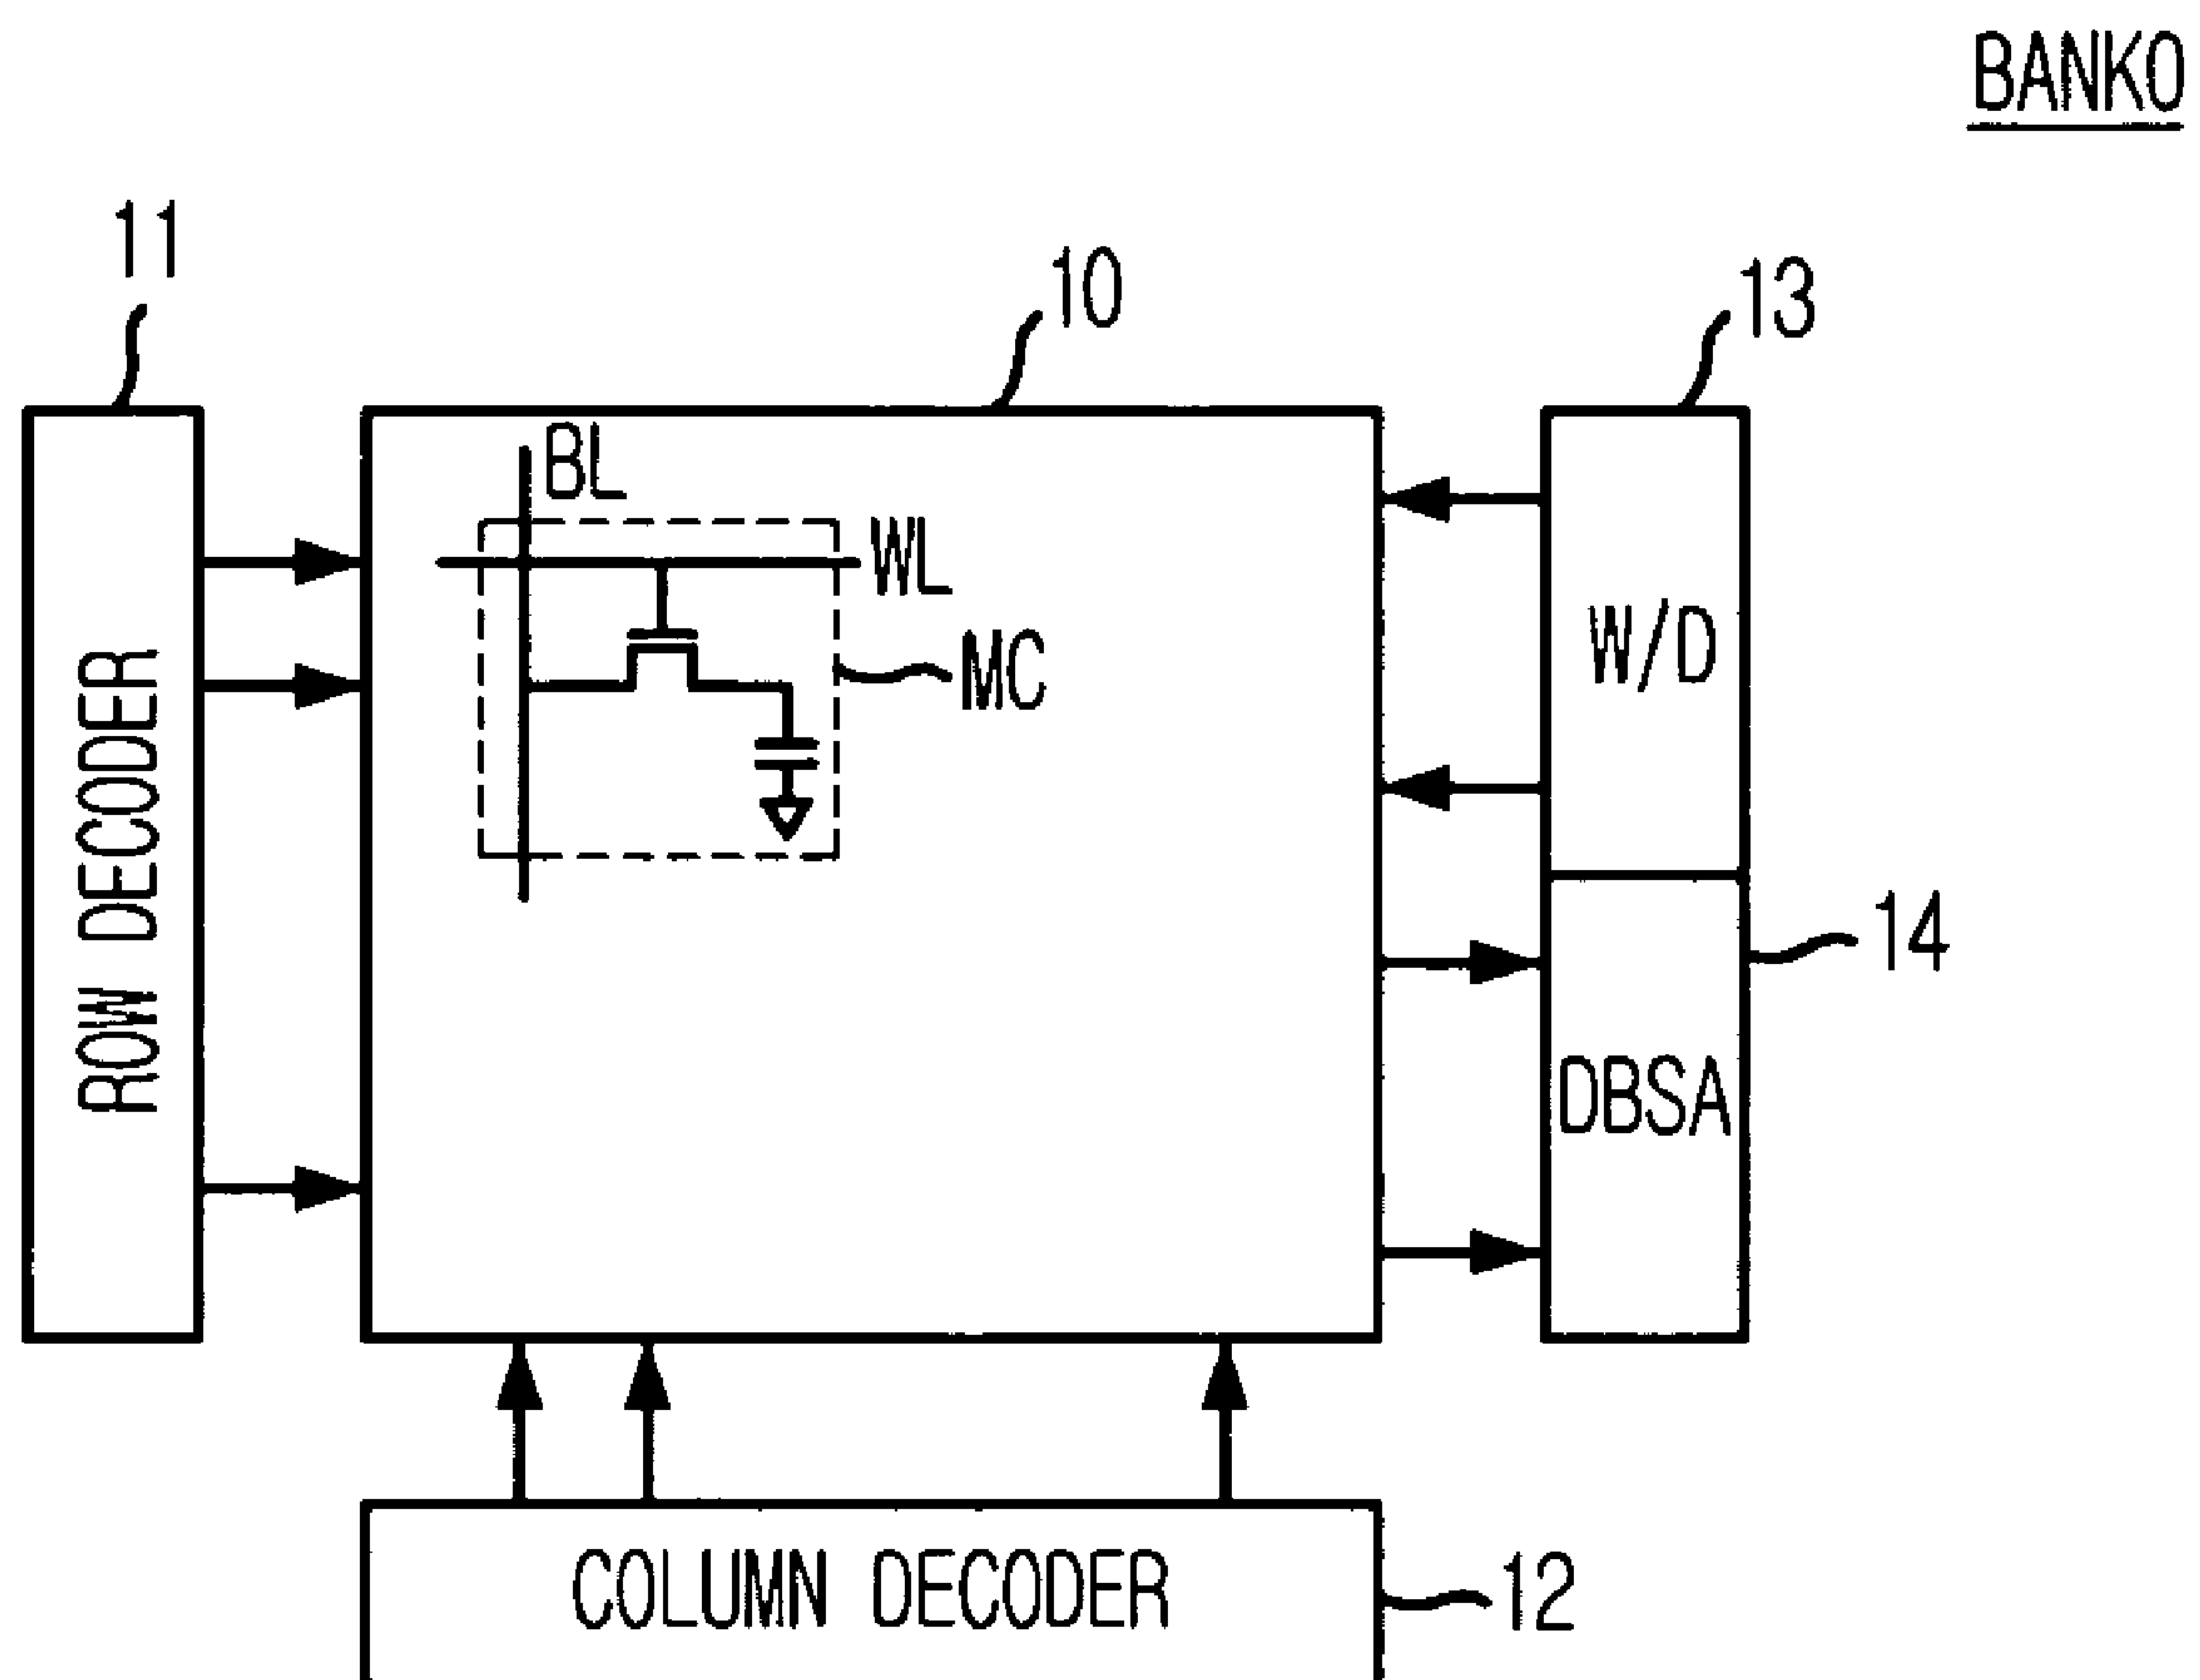 BANK0
11
10
13
BL
WL
MC
ROW DECODER
W/D
14
DBSA
COLUMN DECODER
12